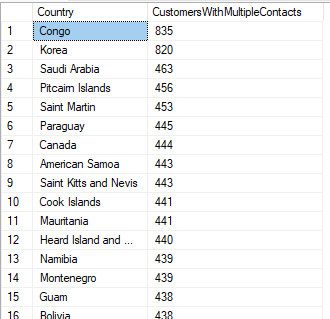 Country CustomersWithMultipleContacts
1 Congo 835
2 Korea 820
3 Saudi Arabia 463
4 Pitcairn Islands 456
5 Saint Martin 453
6 Paraguay 445
7 Canada 444
8 American Samoa 443
9 Saint Kitts and Nevis 443
10 Cook Islands 441
11 Mauritania 441
12 Heard Island and ... 440
13 Namibia 439
14 Montenegro 439
15 Guam 438
16 Bolivia 438